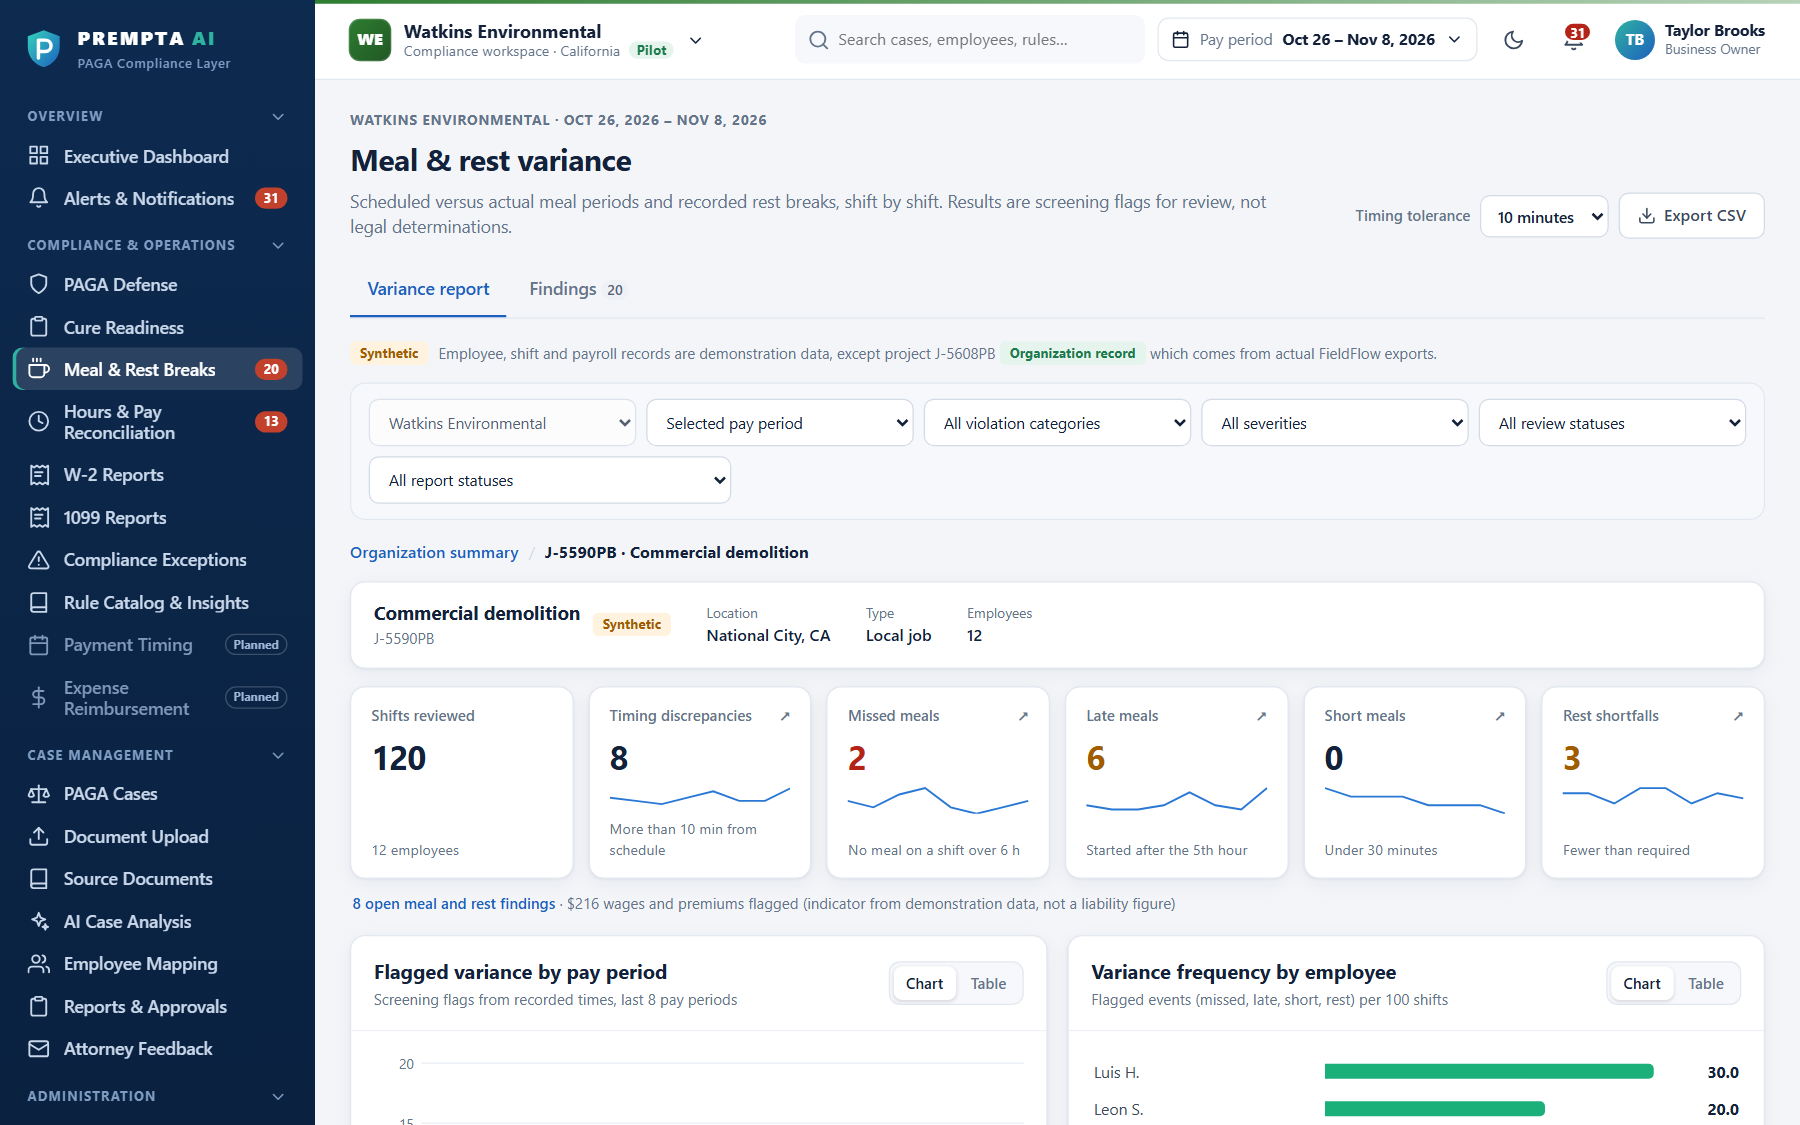 PREMPTA AI
PAGA Compliance Layer
OVERVIEW
Executive Dashboard
Alerts & Notifications 31
COMPLIANCE & OPERATIONS
PAGA Defense
Cure Readiness
Meal & Rest Breaks 20
Hours & Pay
Reconciliation 13
W-2 Reports
1099 Reports
Compliance Exceptions
Rule Catalog & Insights
Payment Timing Planned
Expense
Reimbursement Planned
CASE MANAGEMENT
PAGA Cases
Document Upload
Source Documents
AI Case Analysis
Employee Mapping
Reports & Approvals
Attorney Feedback
ADMINISTRATION
WE
Watkins Environmental
Compliance workspace · California Pilot
Search cases, employees, rules...
Pay period Oct 26 – Nov 8, 2026
31
TB
Taylor Brooks
Business Owner
WATKINS ENVIRONMENTAL · OCT 26, 2026 – NOV 8, 2026
Meal & rest variance
Scheduled versus actual meal periods and recorded rest breaks, shift by shift. Results are screening flags for review, not
legal determinations.
Timing tolerance 10 minutes Export CSV
Variance report Findings 20
Synthetic Employee, shift and payroll records are demonstration data, except project J-5608PB Organization record which comes from actual FieldFlow exports.
Watkins Environmental Selected pay period All violation categories All severities All review statuses
All report statuses
Organization summary / J-5590PB · Commercial demolition
Commercial demolition Synthetic
J-5590PB
Location
National City, CA
Type
Local job
Employees
12
Shifts reviewed
120
12 employees
Timing discrepancies ↗
8
More than 10 min from
schedule
Missed meals ↗
2
No meal on a shift over 6 h
Late meals ↗
6
Started after the 5th hour
Short meals ↗
0
Under 30 minutes
Rest shortfalls ↗
3
Fewer than required
8 open meal and rest findings · $216 wages and premiums flagged (indicator from demonstration data, not a liability figure)
Flagged variance by pay period
Screening flags from recorded times, last 8 pay periods
Chart Table
20
15
Variance frequency by employee
Flagged events (missed, late, short, rest) per 100 shifts
Chart Table
Luis H. 30.0
Leon S. 20.0